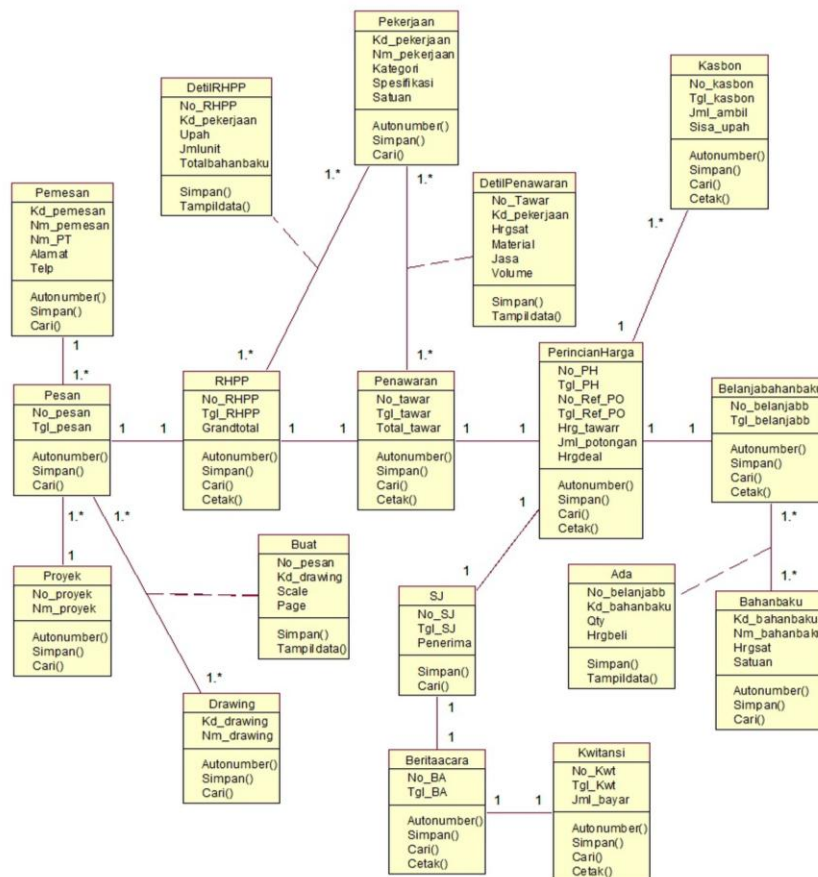 Pekerjaan
Kd_pekerjaan
Nm_pekerjaan
Kategori
Spesifikasi
Satuan
Autonumber()
Simpan()
Cari()
Kasbon
No_kasbon
Tgl_kasbon
Jml_ambil
Sisa_upah
Autonumber()
Simpan()
Cari()
Cetak()
DetilRHPP
No_RHPP
Kd_pekerjaan
Upah
Jmlunit
Totalbahanbaku
Simpan()
Tampildata()
DetilPenawaran
No_Tawar
Kd_pekerjaan
Hrgsat
Material
Jasa
Volume
Simpan()
Tampildata()
Pemesan
Kd_pemesan
Nm_pemesan
Nm_PT
Alamat
Telp
Autonumber()
Simpan()
Cari()
1.*
1.*
1.*
1
1
1.*
1.*
1.*
1
Pesan
No_pesan
Tgl_pesan
Autonumber()
Simpan()
Cari()
1
1
RHPP
No_RHPP
Tgl_RHPP
Grandtotal
Autonumber()
Simpan()
Cari()
Cetak()
1
1
Penawaran
No_tawar
Tgl_tawar
Total_tawar
Autonumber()
Simpan()
Cari()
Cetak()
1
1
PerincianHarga
No_PH
Tgl_PH
No_Ref_PO
Tgl_Ref_PO
Hrg_tawarr
Jml_potongan
Hrgdeal
Autonumber()
Simpan()
Cari()
Cetak()
1
1
Belanjabahanbaku
No_belanjabb
Tgl_belanjabb
Autonumber()
Simpan()
Cari()
Cetak()
1.*
1.*
1
1.*
1
1
1.*
Proyek
No_proyek
Nm_proyek
Autonumber()
Simpan()
Cari()
Buat
No_pesan
Kd_drawing
Scale
Page
Simpan()
Tampildata()
SJ
No_SJ
Tgl_SJ
Penerima
Simpan()
Cari()
Ada
No_belanjabb
Kd_bahanbaku
Qty
Hrgbeli
Simpan()
Tampildata()
Bahanbaku
Kd_bahanbaku
Nm_bahanbaku
Hrgsat
Satuan
Autonumber()
Simpan()
Cari()
1.*
Drawing
Kd_drawing
Nm_drawing
Autonumber()
Simpan()
Cari()
1
1
Beritaacara
No_BA
Tgl_BA
Autonumber()
Simpan()
Cari()
Cetak()
1
1
Kwitansi
No_Kwt
Tgl_Kwt
Jml_bayar
Autonumber()
Simpan()
Cari()
Cetak()